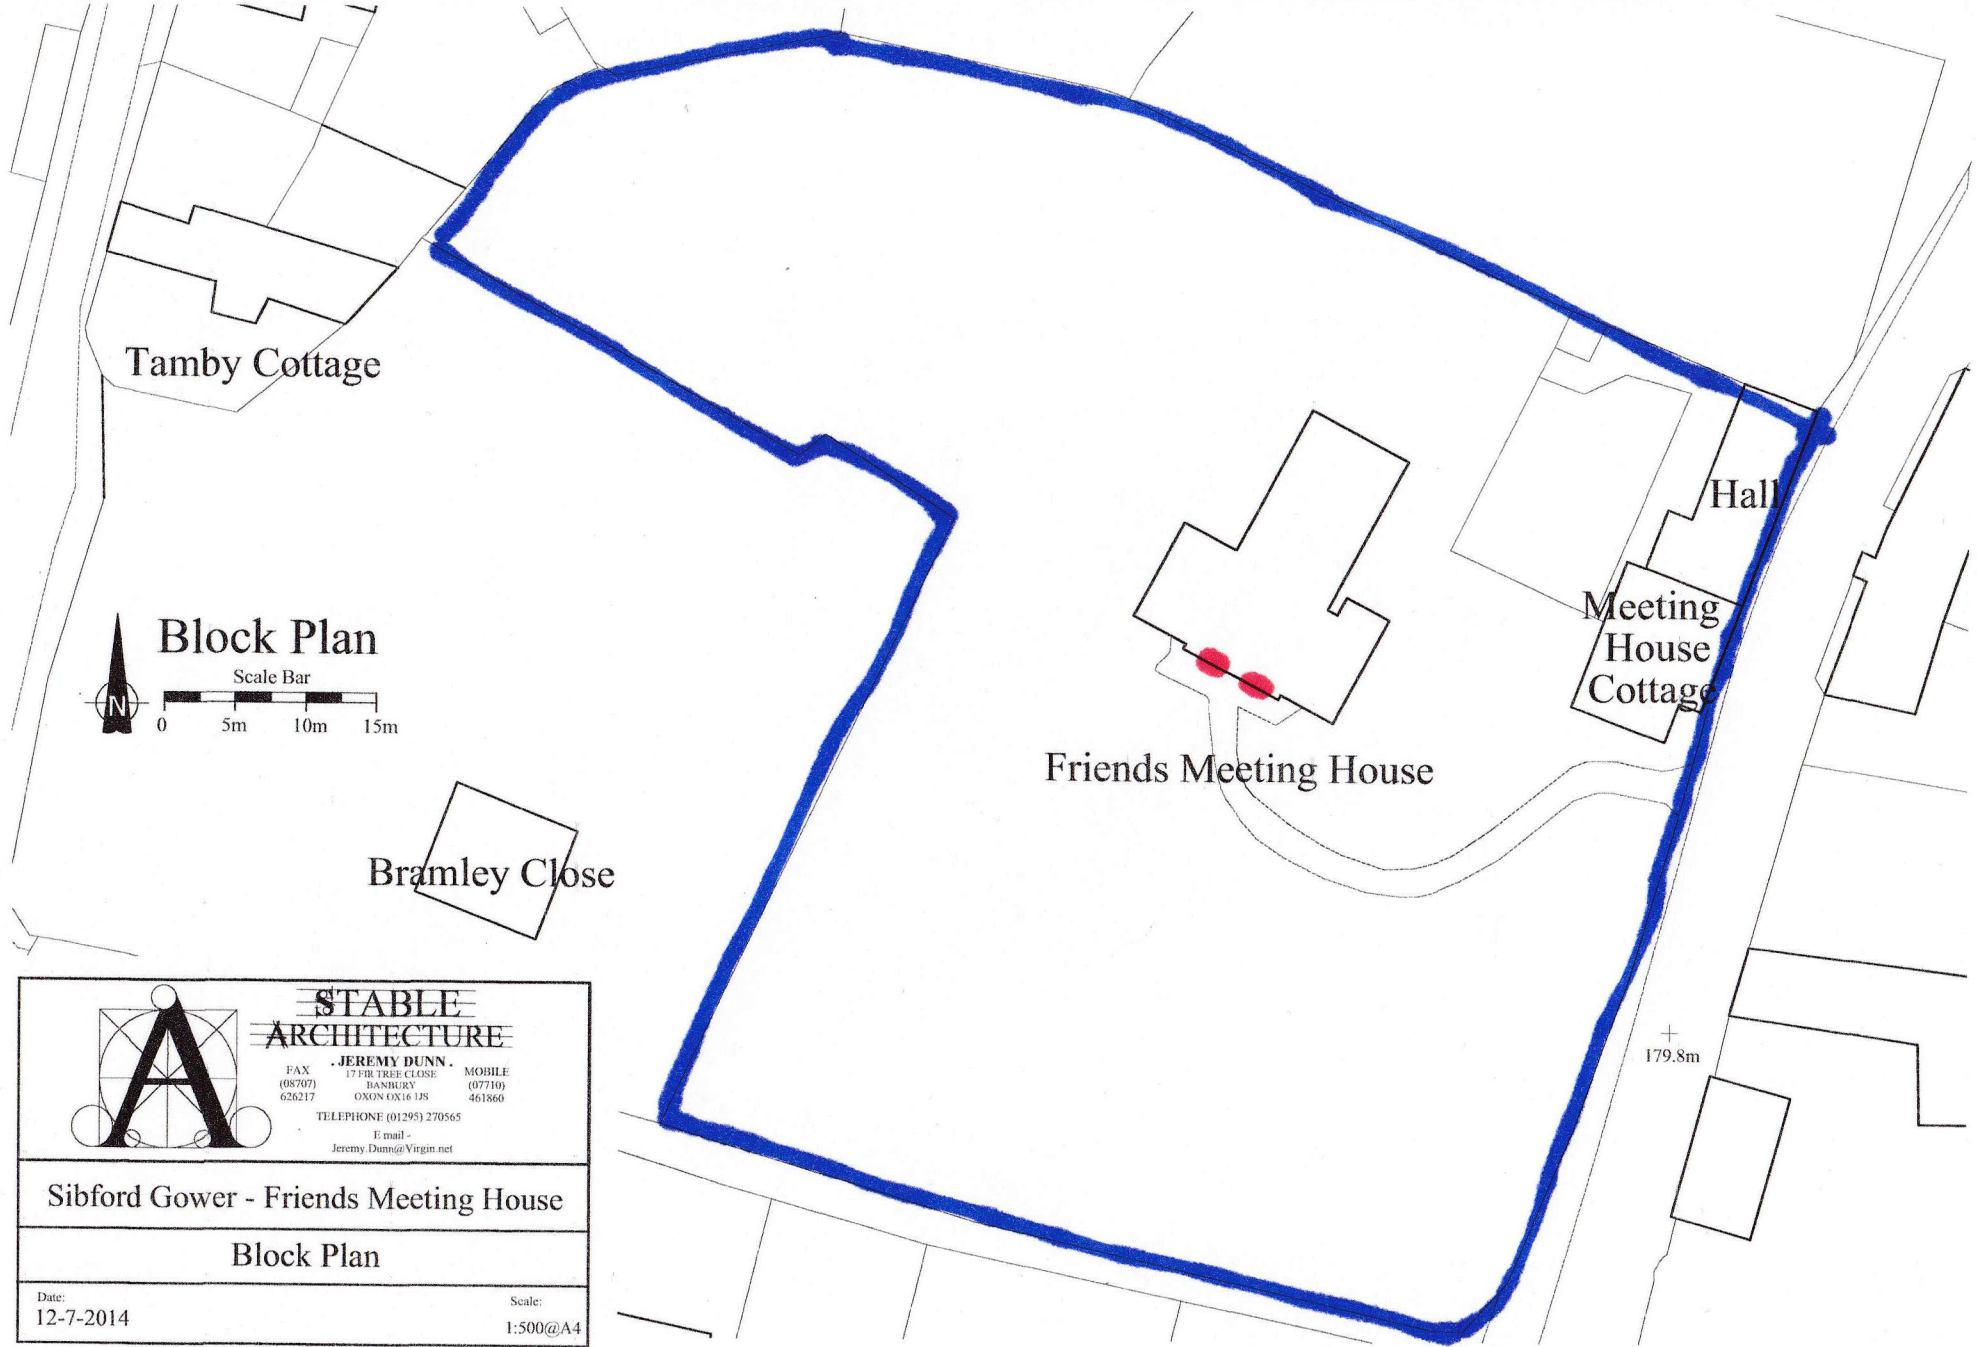 Tamby Cottage
Hall
Meeting
House
Cottage
Block Plan
Scale Bar
N
0 5m 10m 15m
Friends Meeting House
Bramley Close
179.8m
A
STABLE
ARCHITECTURE
. JEREMY DUNN .
FAX
(08707)
626217
17 FIR TREE CLOSE
BANBURY
OXON OX16 1JS
MOBILE
(07710)
461860
TELEPHONE (01295) 270565
E mail -
Jeremy.Dunn@Virgin.net
Sibford Gower - Friends Meeting House
Block Plan
Date:
12-7-2014
Scale:
1:500@A4